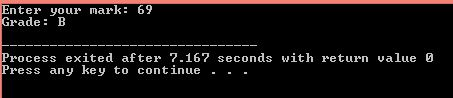 Enter your mark: 69
Grade: B
--------------------------------
Process exited after 7.167 seconds with return value 0
Press any key to continue . . .